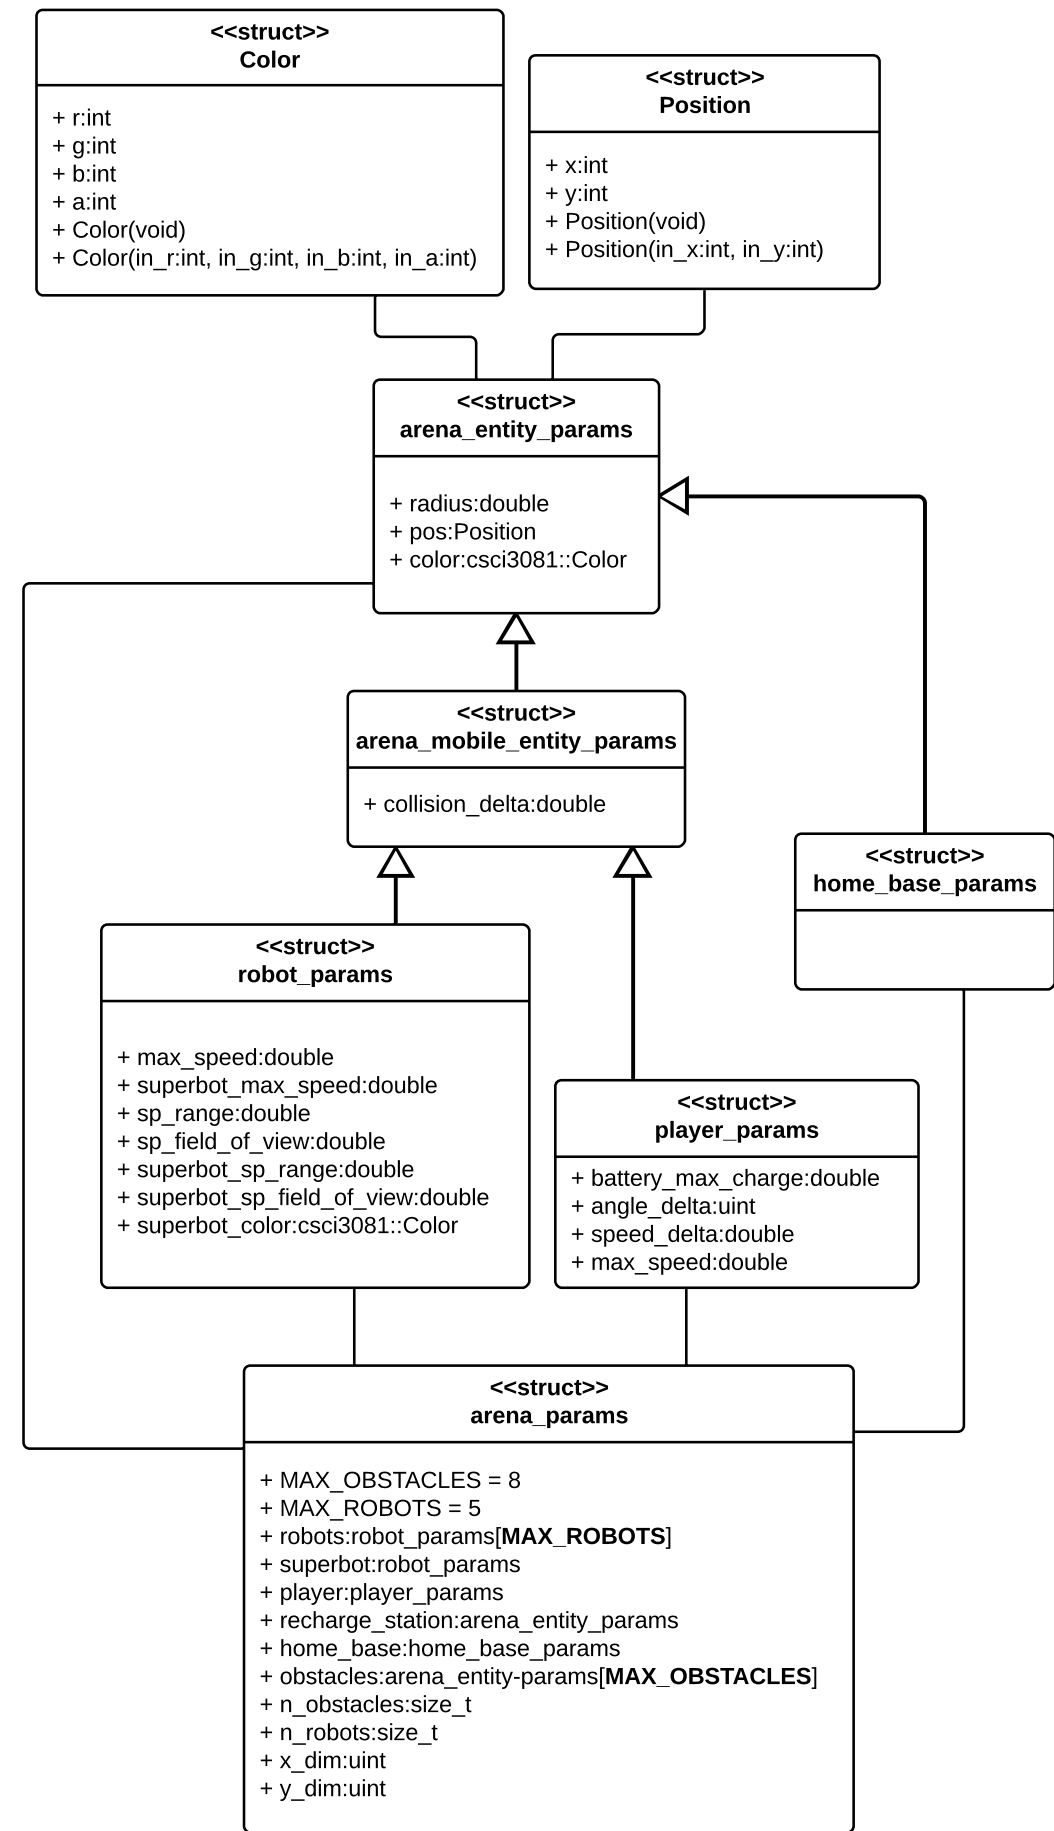 <<struct>>
Color
+ r:int
+ g:int
+ b:int
+ a:int
+ Color(void)
+ Color(in_r:int, in_g:int, in_b:int, in_a:int)
<<struct>>
Position
+ x:int
+ y:int
+ Position(void)
+ Position(in_x:int, in_y:int)
<<struct>>
arena_entity_params
+ radius:double
+ pos:Position
+ color:csci3081::Color
<<struct>>
arena_mobile_entity_params
+ collision_delta:double
<<struct>>
home_base_params
<<struct>>
robot_params
+ max_speed:double
+ superbot_max_speed:double
+ sp_range:double
+ sp_field_of_view:double
+ superbot_sp_range:double
+ superbot_sp_field_of_view:double
+ superbot_color:csci3081::Color
<<struct>>
player_params
+ battery_max_charge:double
+ angle_delta:uint
+ speed_delta:double
+ max_speed:double
<<struct>>
arena_params
+ MAX_OBSTACLES = 8
+ MAX_ROBOTS = 5
+ robots:robot_params[MAX_ROBOTS]
+ superbot:robot_params
+ player:player_params
+ recharge_station:arena_entity_params
+ home_base:home_base_params
+ obstacles:arena_entity-params[MAX_OBSTACLES]
+ n_obstacles:size_t
+ n_robots:size_t
+ x_dim:uint
+ y_dim:uint